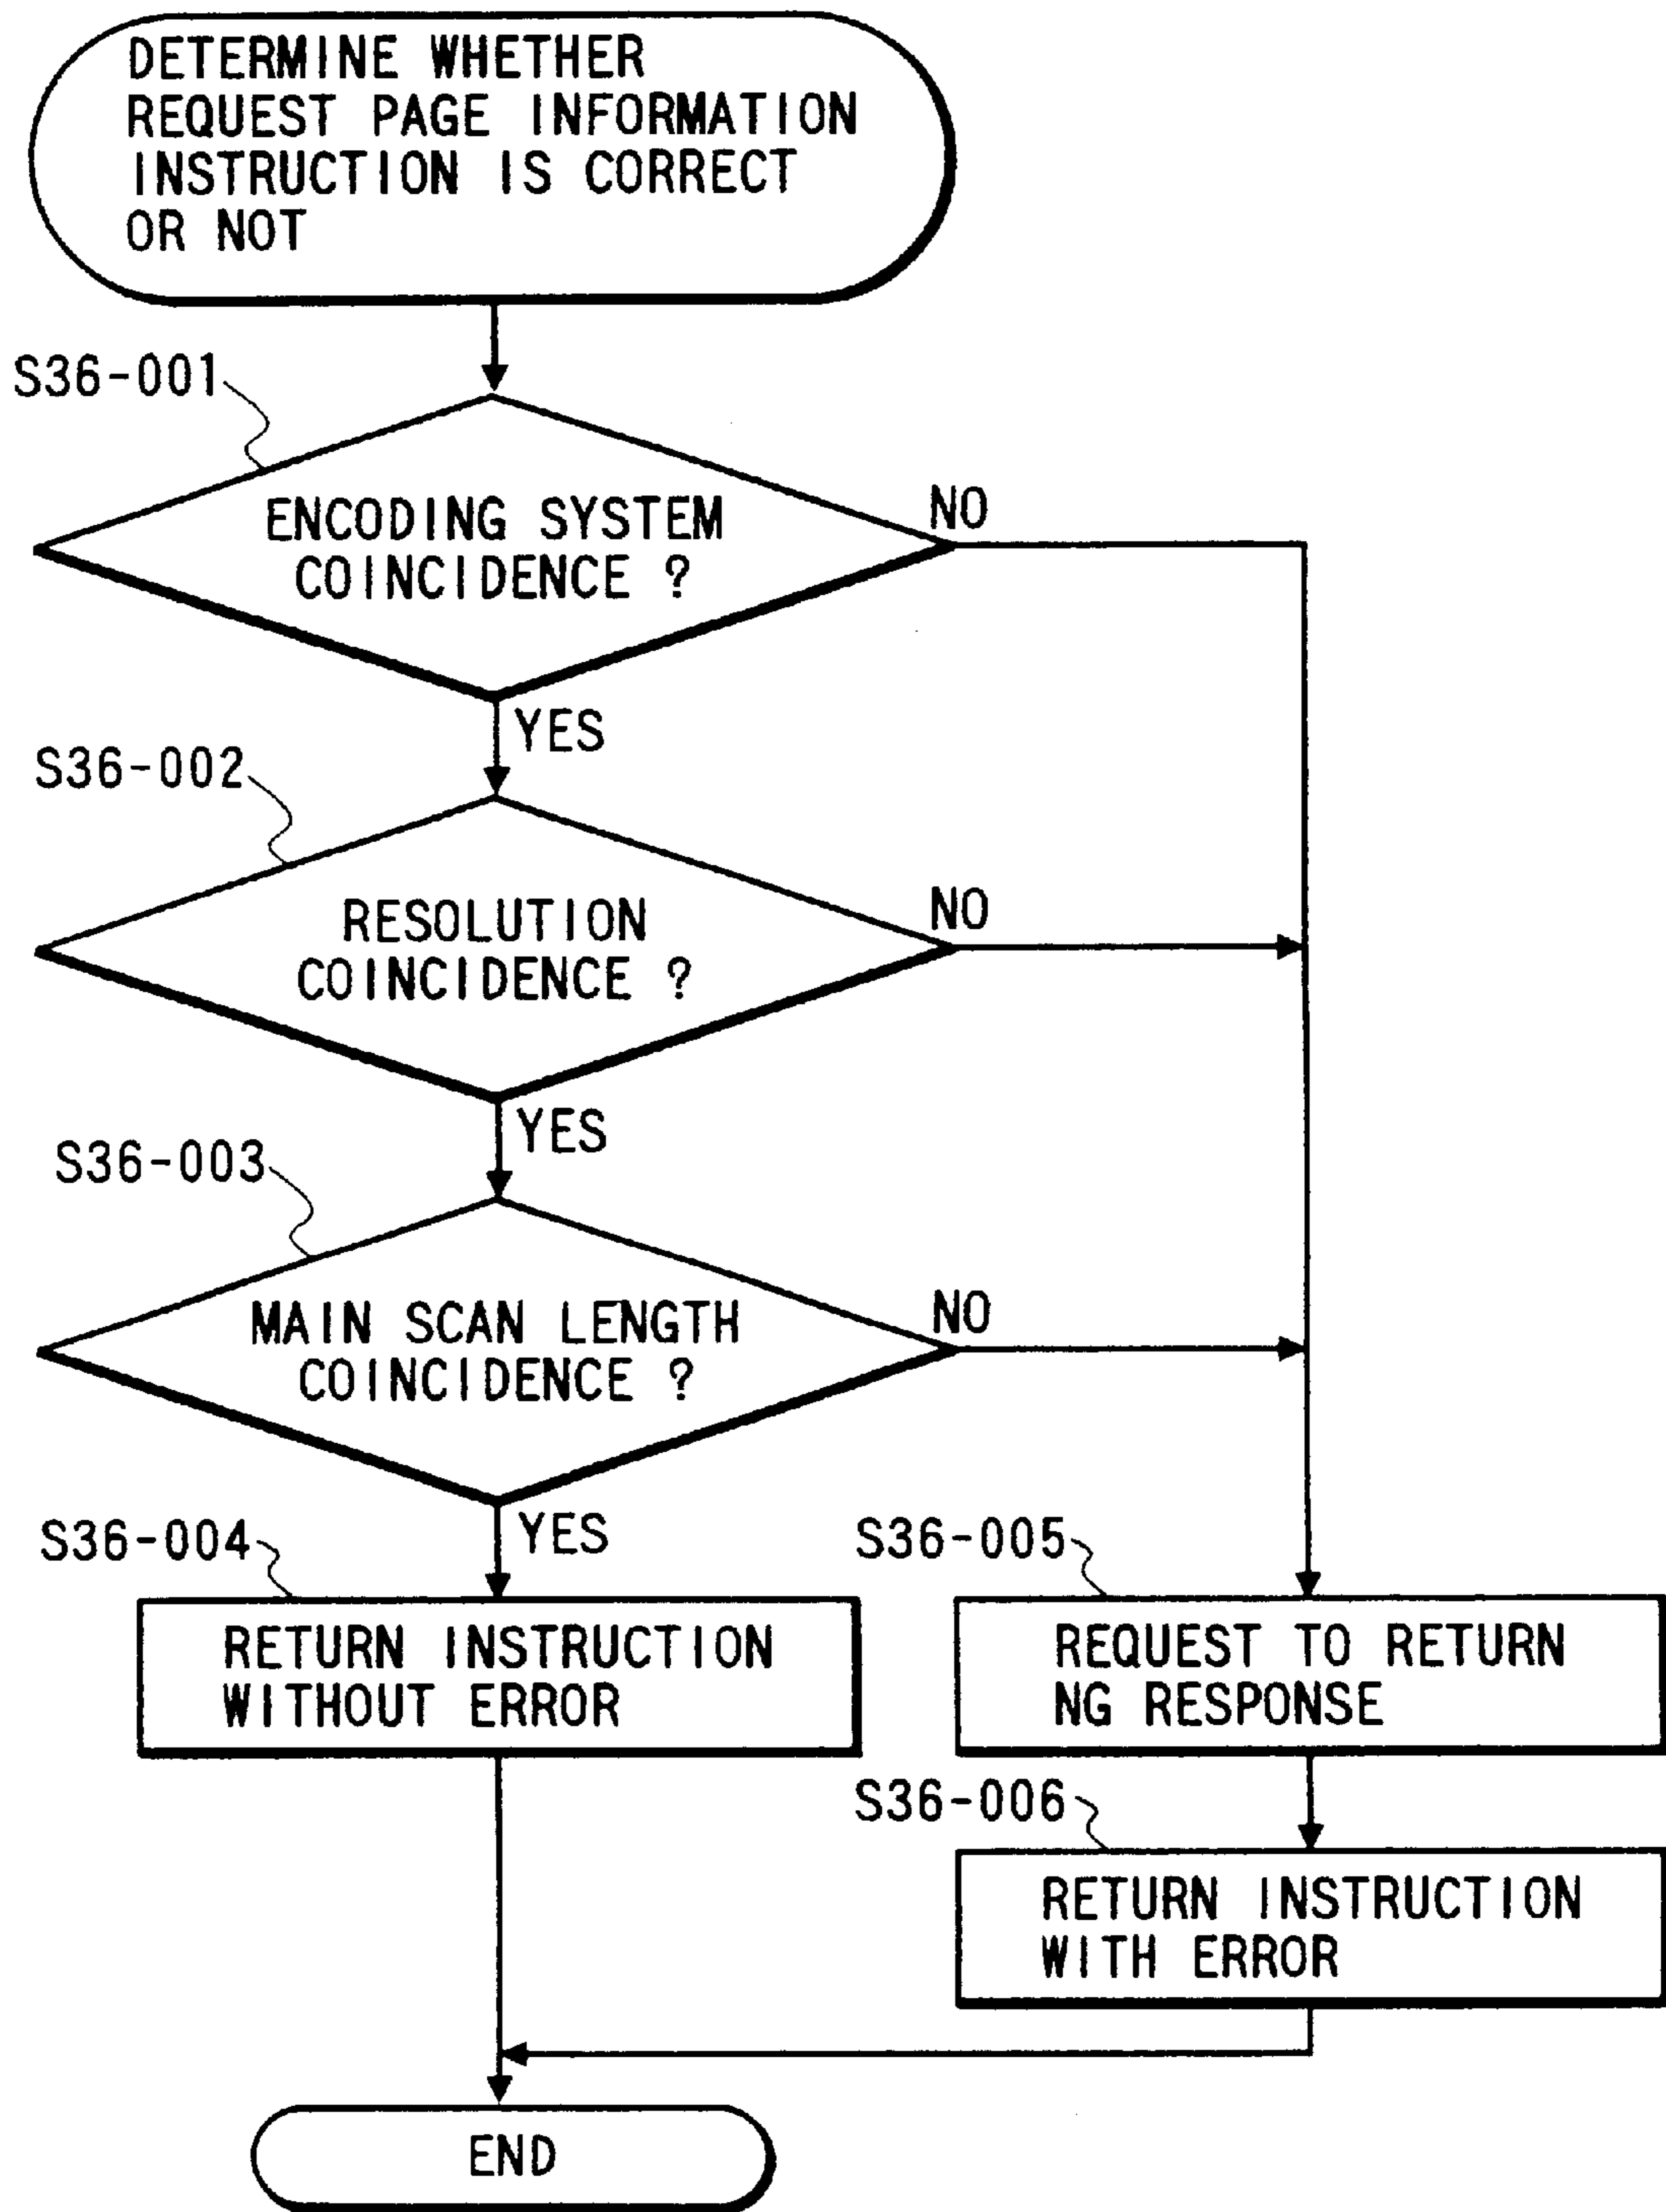 DETERMINE WHETHER
REQUEST PAGE INFORMATION
INSTRUCTION IS CORRECT
OR NOT
S36-001
ENCODING SYSTEM
COINCIDENCE ?
NO
YES
S36-002
RESOLUTION
COINCIDENCE ?
NO
YES
S36-003
MAIN SCAN LENGTH
COINCIDENCE ?
NO
YES
S36-004
RETURN INSTRUCTION
WITHOUT ERROR
S36-005
REQUEST TO RETURN
NG RESPONSE
S36-006
RETURN INSTRUCTION
WITH ERROR
END